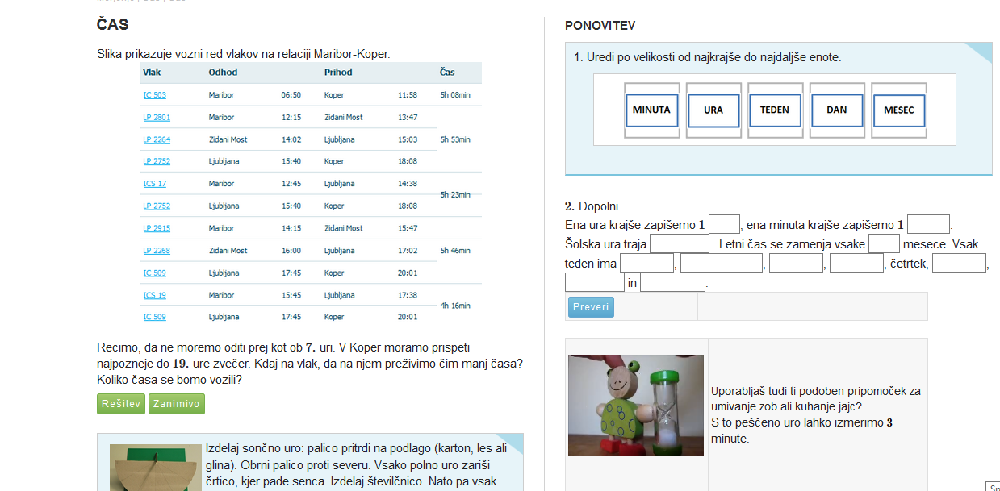 ČAS
Slika prikazuje vozni red vlakov na relaciji Maribor-Koper.
Vlak Odhod Prihod Čas
IC 503 Maribor 06:50 Koper 11:58 5h 08min
LP 2801 Maribor 12:15 Zidani Most 13:47
LP 2264 Zidani Most 14:02 Ljubljana 15:03 5h 53min
LP 2752 Ljubljana 15:40 Koper 18:08
ICS 17 Maribor 12:45 Ljubljana 14:38
5h 23min
LP 2752 Ljubljana 15:40 Koper 18:08
LP 2915 Maribor 14:15 Zidani Most 15:47
LP 2268 Zidani Most 16:00 Ljubljana 17:02 5h 46min
IC 509 Ljubljana 17:45 Koper 20:01
ICS 19 Maribor 15:45 Ljubljana 17:38
4h 16min
IC 509 Ljubljana 17:45 Koper 20:01
Recimo, da ne moremo oditi prej kot ob 7. uri. V Koper moramo prispeti
najpozneje do 19. ure zvečer. Kdaj na vlak, da na njem preživimo čim manj časa?
Koliko časa se bomo vozili?
Rešitev Zanimivo
Izdelaj sončno uro: palico pritrdi na podlago (karton, les ali
glina). Obrni palico proti severu. Vsako polno uro zariši
črtico, kjer pade senca. Izdelaj številčnico. Nato pa vsak
PONOVITEV
1. Uredi po velikosti od najkrajše do najdaljše enote.
MINUTA URA TEDEN DAN MESEC
2. Dopolni.
Ena ura krajše zapišemo 1 , ena minuta krajše zapišemo 1 .
Šolska ura traja . Letni čas se zamenja vsake mesece. Vsak
teden ima , , , , četrtek, ,
in .
Preveri
Uporabljaš tudi ti podoben pripomoček za
umivanje zob ali kuhanje jajc?
S to peščeno uro lahko izmerimo 3
minute.